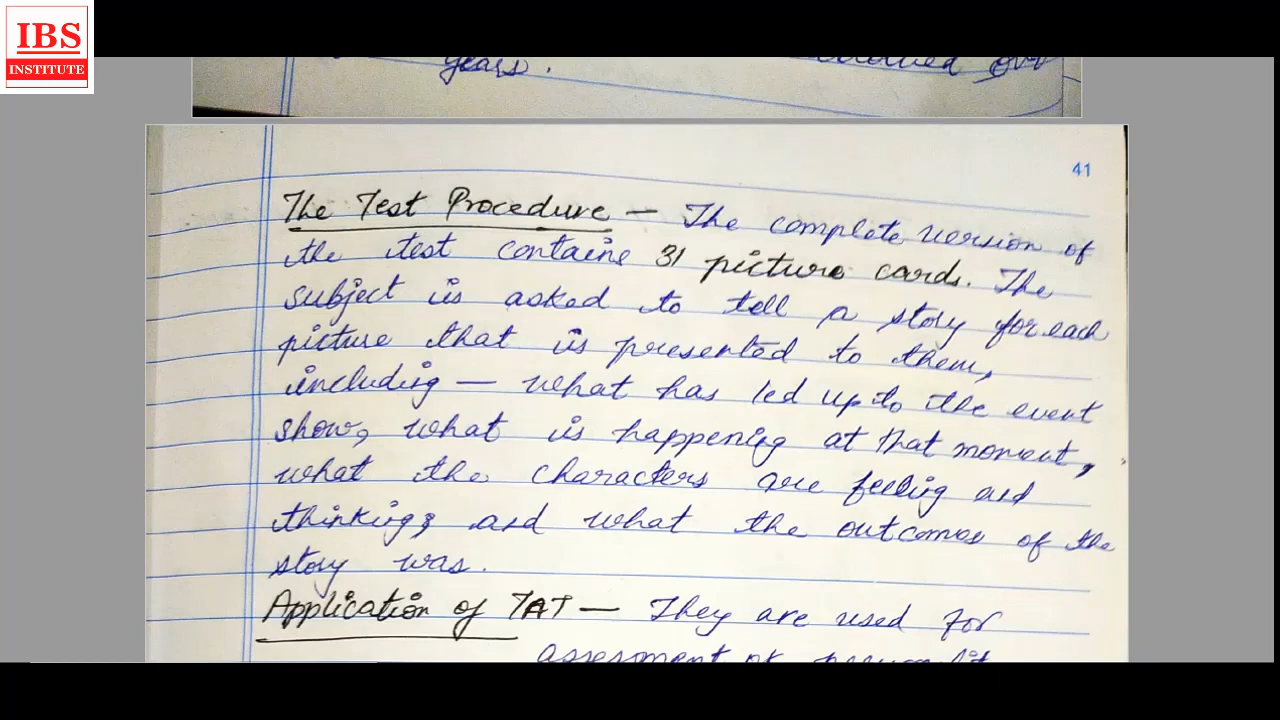 IBS
INSTITUTE
years.
41
The Test Procedure — The complete version of
the test contains 31 picture cards. The
subject is asked to tell a story for each
picture that is presented to them,
including — what has led up to the event
show, what is happening at that moment,
what the characters are feeling and
thinking, and what the outcomes of the
story was.
Application of TAT — They are used for
assesment of